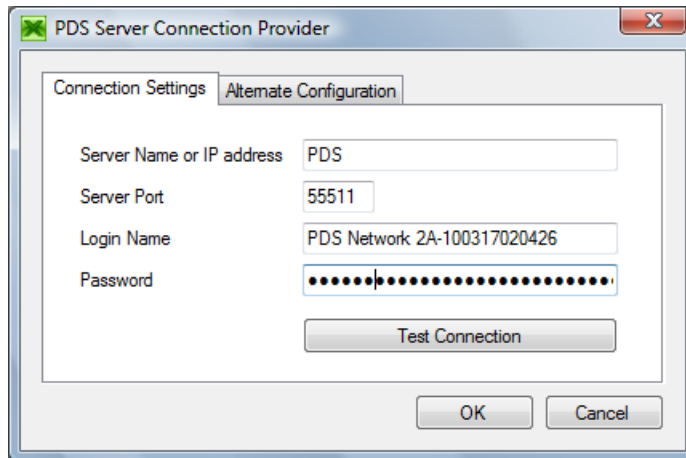 PDS Server Connection Provider
Connection Settings
Alternate Configuration
Server Name or IP address PDS
Server Port 55511
Login Name PDS Network 2A-100317020426
Password ●●●●●●●●●●●●●●●●●●●●●●●●●●●●
Test Connection
OK Cancel